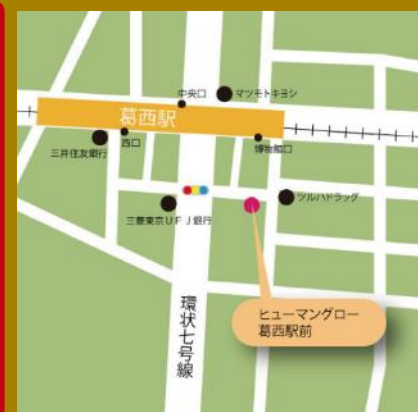 中央口
マツモトキヨシ
葛西駅
三井住友銀行
西口
博物館口
三菱東京UFJ銀行
ツルハドラッグ
環状七号線
ヒューマングロー
葛西駅前